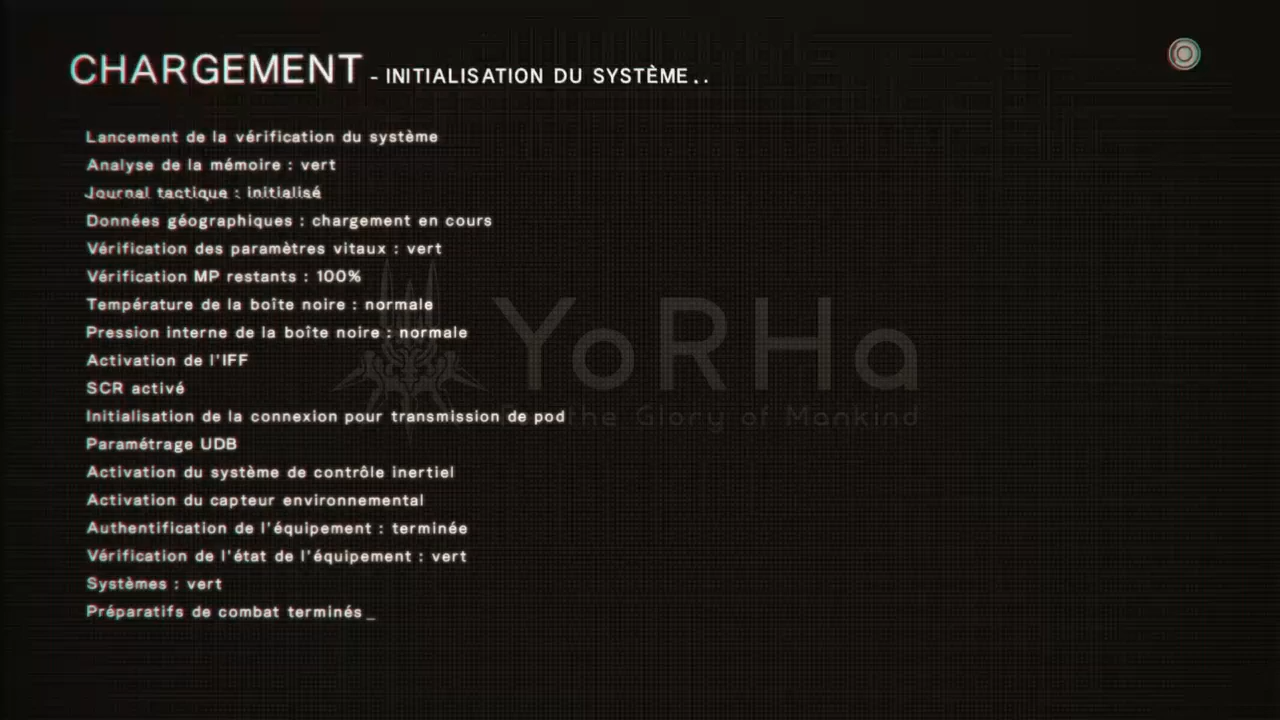 CHARGEMENT - INITIALISATION DU SYSTÈME..
Lancement de la vérification du système
Analyse de la mémoire : vert
Journal tactique : initialisé
Données géographiques : chargement en cours
Vérification des paramètres vitaux : vert
Vérification MP restants : 100%
Température de la boîte noire : normale
Pression interne de la boîte noire : normale
Activation de l'IFF
SCR activé
Initialisation de la connexion pour transmission de pod
Paramétrage UDB
Activation du système de contrôle inertiel
Activation du capteur environnemental
Authentification de l'équipement : terminée
Vérification de l'état de l'équipement : vert
Systèmes : vert
Préparatifs de combat terminés_
YoRHa
the Glory of Mankind